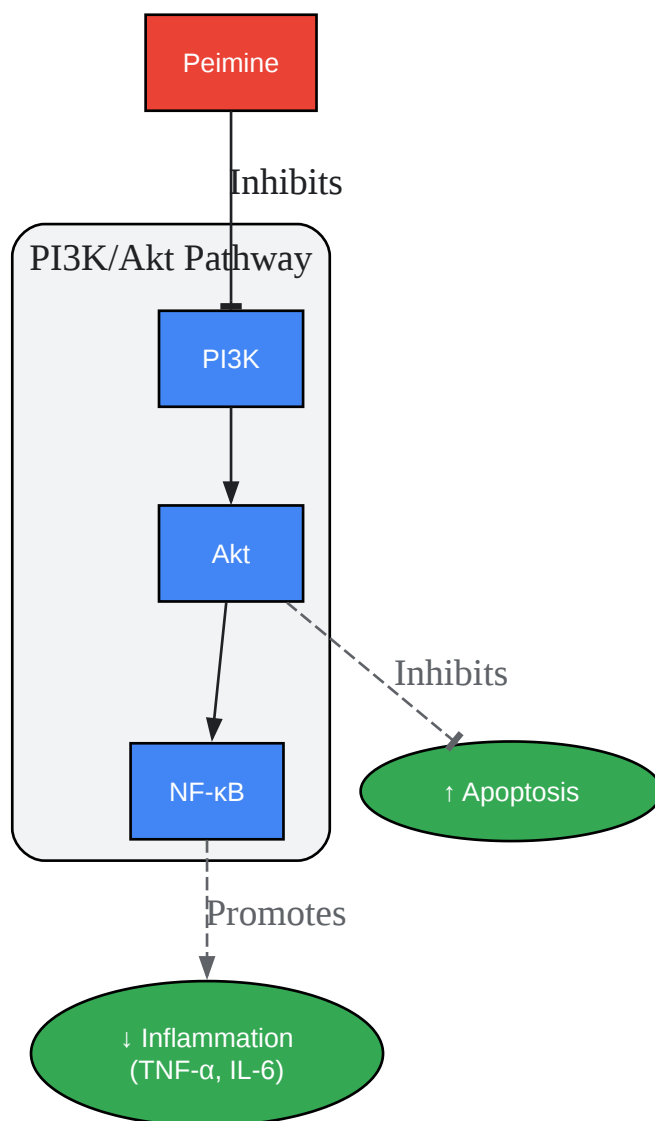 Peimine
Inhibits
PI3K/Akt Pathway
PI3K
Akt
Inhibits
NF-κB
↑ Apoptosis
Promotes
↓ Inflammation
(TNF-α, IL-6)